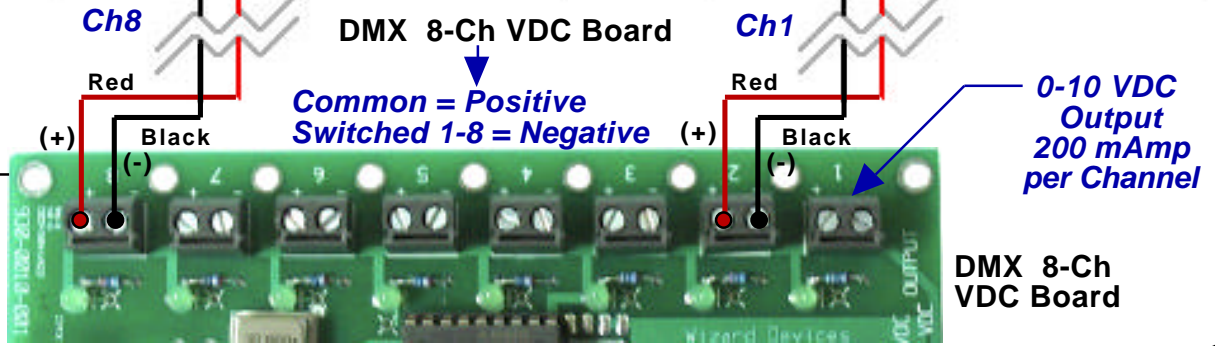 Ch8
DMX 8-Ch VDC Board
Ch1
Red
Red
0-10 VDC
Output
200 mAmp
per Channel
Common = Positive
Switched 1-8 = Negative
(+)
Black
(-)
(+)
Black
(-)
8
7
6
5
4
3
2
1
+ -
+ -
+ -
+ -
+ -
+ -
+ -
+ -
DMX 8-Ch
VDC Board
VDC OUTPUT
Wizard Devices